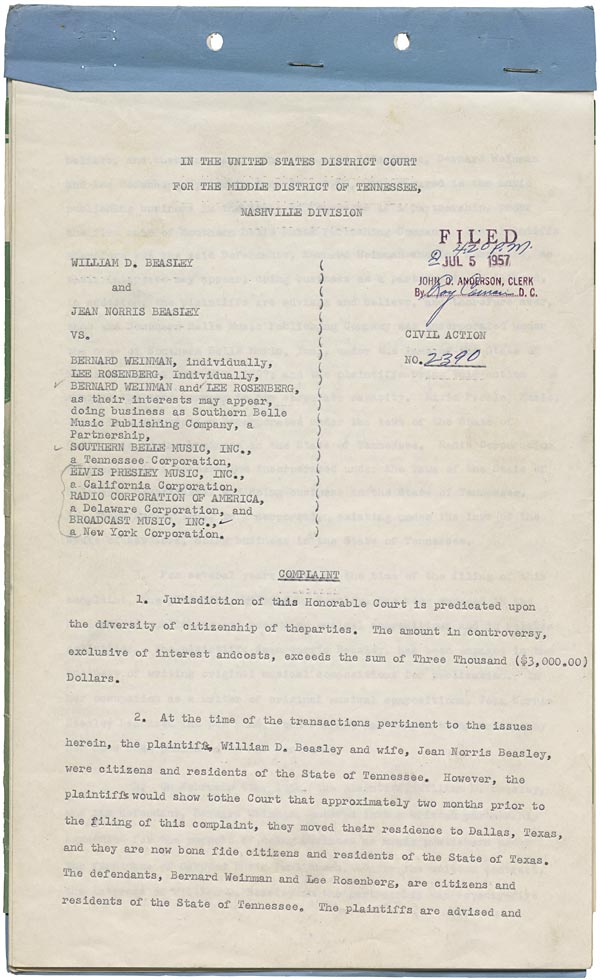 IN THE UNITED STATES DISTRICT COURT
FOR THE MIDDLE DISTRICT OF TENNESSEE,
NASHVILLE DIVISION
FILED
4:20 P.M.
JUL 5 1957
JOHN O. ANDERSON, CLERK
By Roy D. C.
WILLIAM D. BEASLEY
and
JEAN NORRIS BEASLEY
VS.
CIVIL ACTION
NO. 2390
BERNARD WEINMAN, individually,
LEE ROSENBERG, Individually,
BERNARD WEINMAN and LEE ROSENBERG,
as their interests may appear,
doing business as Southern Belle
Music Publishing Company, a
Partnership,
SOUTHERN BELLE MUSIC, INC.,
a Tennessee Corporation,
ELVIS PRESLEY MUSIC, INC.,
a California Corporation,
RADIO CORPORATION OF AMERICA,
a Delaware Corporation, and
BROADCAST MUSIC, INC.,
a New York Corporation.
COMPLAINT
1. Jurisdiction of this Honorable Court is predicated upon
the diversity of citizenship of theparties. The amount in controversy,
exclusive of interest andcosts, exceeds the sum of Three Thousand ($3,000.00)
Dollars.
2. At the time of the transactions pertinent to the issues
herein, the plaintiffs, William D. Beasley and wife, Jean Norris Beasley,
were citizens and residents of the State of Tennessee. However, the
plaintiffs would show tothe Court that approximately two months prior to
the filing of this complaint, they moved their residence to Dallas, Texas,
and they are now bona fide citizens and residents of the State of Texas.
The defendants, Bernard Weinman and Lee Rosenberg, are citizens and
residents of the State of Tennessee. The plaintiffs are advised and